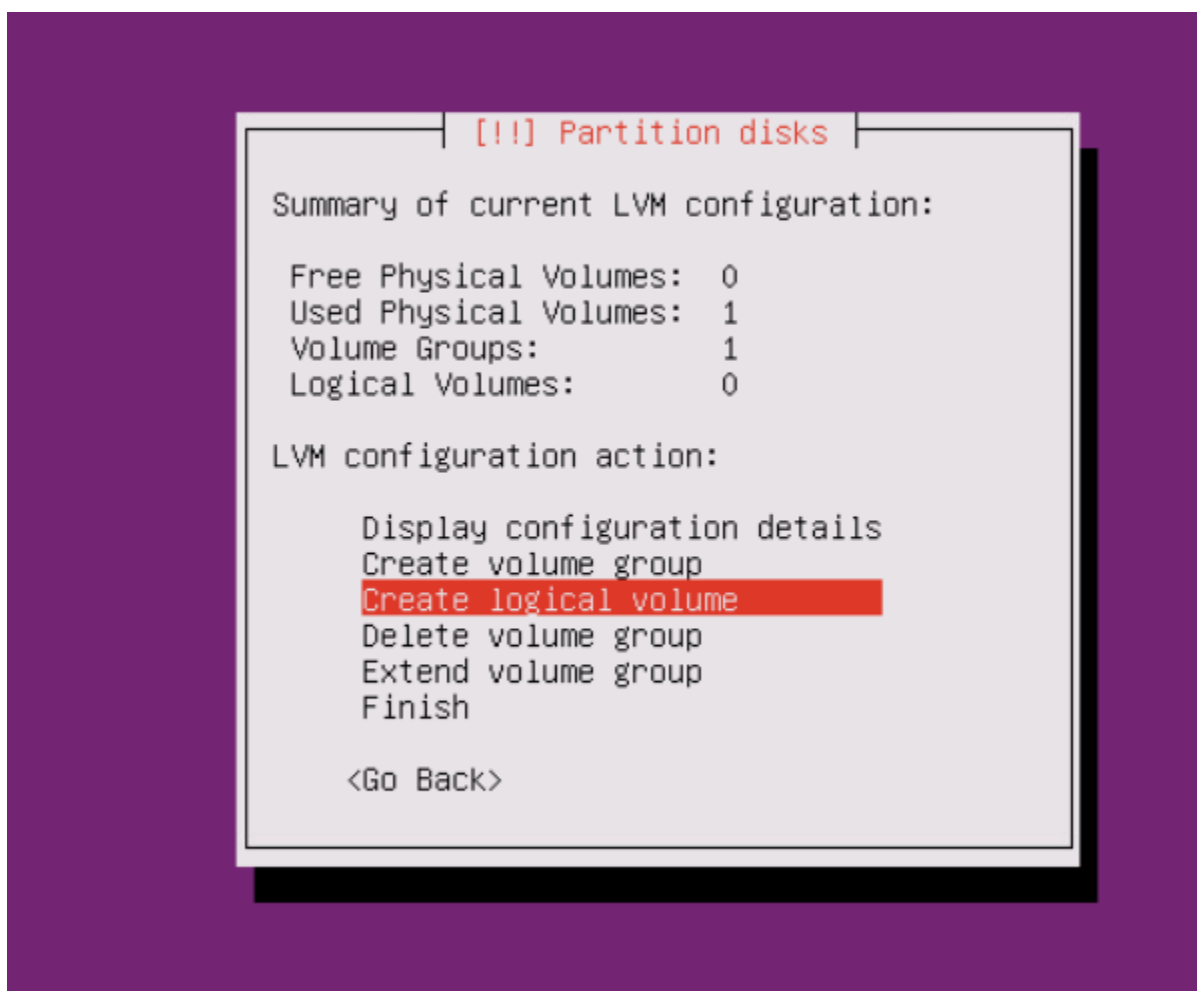 [!!] Partition disks
Summary of current LVM configuration:
Free Physical Volumes: 0
Used Physical Volumes: 1
Volume Groups: 1
Logical Volumes: 0
LVM configuration action:
Display configuration details
Create volume group
Create logical volume
Delete volume group
Extend volume group
Finish
<Go Back>